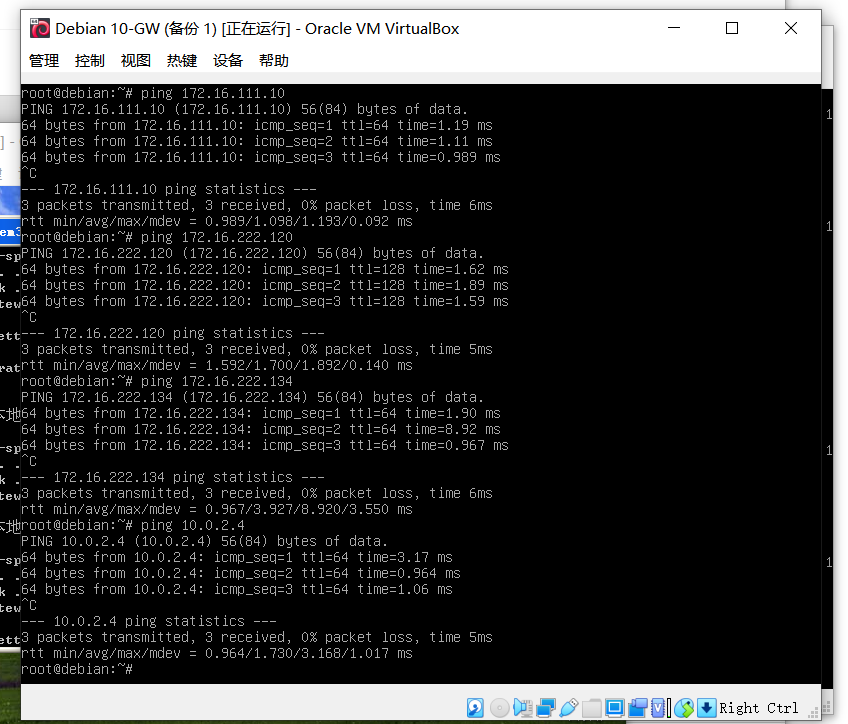 Debian 10-GW (备份 1) [正在运行] - Oracle VM VirtualBox
管理 控制 视图 热键 设备 帮助
root@debian:~# ping 172.16.111.10
PING 172.16.111.10 (172.16.111.10) 56(84) bytes of data.
64 bytes from 172.16.111.10: icmp_seq=1 ttl=64 time=1.19 ms
64 bytes from 172.16.111.10: icmp_seq=2 ttl=64 time=1.11 ms
64 bytes from 172.16.111.10: icmp_seq=3 ttl=64 time=0.989 ms
^C
--- 172.16.111.10 ping statistics ---
3 packets transmitted, 3 received, 0% packet loss, time 6ms
rtt min/avg/max/mdev = 0.989/1.098/1.193/0.092 ms
root@debian:~# ping 172.16.222.120
PING 172.16.222.120 (172.16.222.120) 56(84) bytes of data.
64 bytes from 172.16.222.120: icmp_seq=1 ttl=128 time=1.62 ms
64 bytes from 172.16.222.120: icmp_seq=2 ttl=128 time=1.89 ms
64 bytes from 172.16.222.120: icmp_seq=3 ttl=128 time=1.59 ms
^C
--- 172.16.222.120 ping statistics ---
3 packets transmitted, 3 received, 0% packet loss, time 5ms
rtt min/avg/max/mdev = 1.592/1.700/1.892/0.140 ms
root@debian:~# ping 172.16.222.134
PING 172.16.222.134 (172.16.222.134) 56(84) bytes of data.
64 bytes from 172.16.222.134: icmp_seq=1 ttl=64 time=1.90 ms
64 bytes from 172.16.222.134: icmp_seq=2 ttl=64 time=8.92 ms
64 bytes from 172.16.222.134: icmp_seq=3 ttl=64 time=0.967 ms
^C
--- 172.16.222.134 ping statistics ---
3 packets transmitted, 3 received, 0% packet loss, time 6ms
rtt min/avg/max/mdev = 0.967/3.927/8.920/3.550 ms
root@debian:~# ping 10.0.2.4
PING 10.0.2.4 (10.0.2.4) 56(84) bytes of data.
64 bytes from 10.0.2.4: icmp_seq=1 ttl=64 time=3.17 ms
64 bytes from 10.0.2.4: icmp_seq=2 ttl=64 time=0.964 ms
64 bytes from 10.0.2.4: icmp_seq=3 ttl=64 time=1.06 ms
^C
--- 10.0.2.4 ping statistics ---
3 packets transmitted, 3 received, 0% packet loss, time 5ms
rtt min/avg/max/mdev = 0.964/1.730/3.168/1.017 ms
root@debian:~#
Right Ctrl